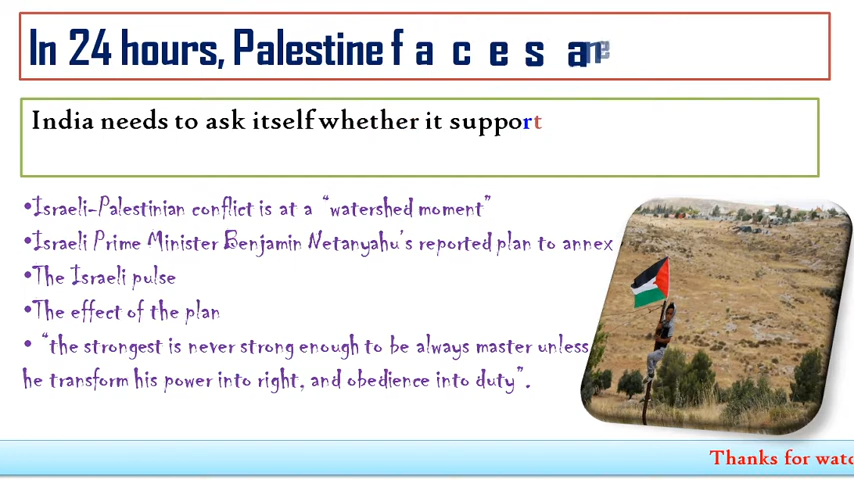 In 24 hours, Palestine faces a
India needs to ask itself whether it support
•Israeli-Palestinian conflict is at a “watershed moment”
•Israeli Prime Minister Benjamin Netanyahu’s reported plan to annex
•The Israeli pulse
•The effect of the plan
• “the strongest is never strong enough to be always master unless
he transform his power into right, and obedience into duty”.
Thanks for watc